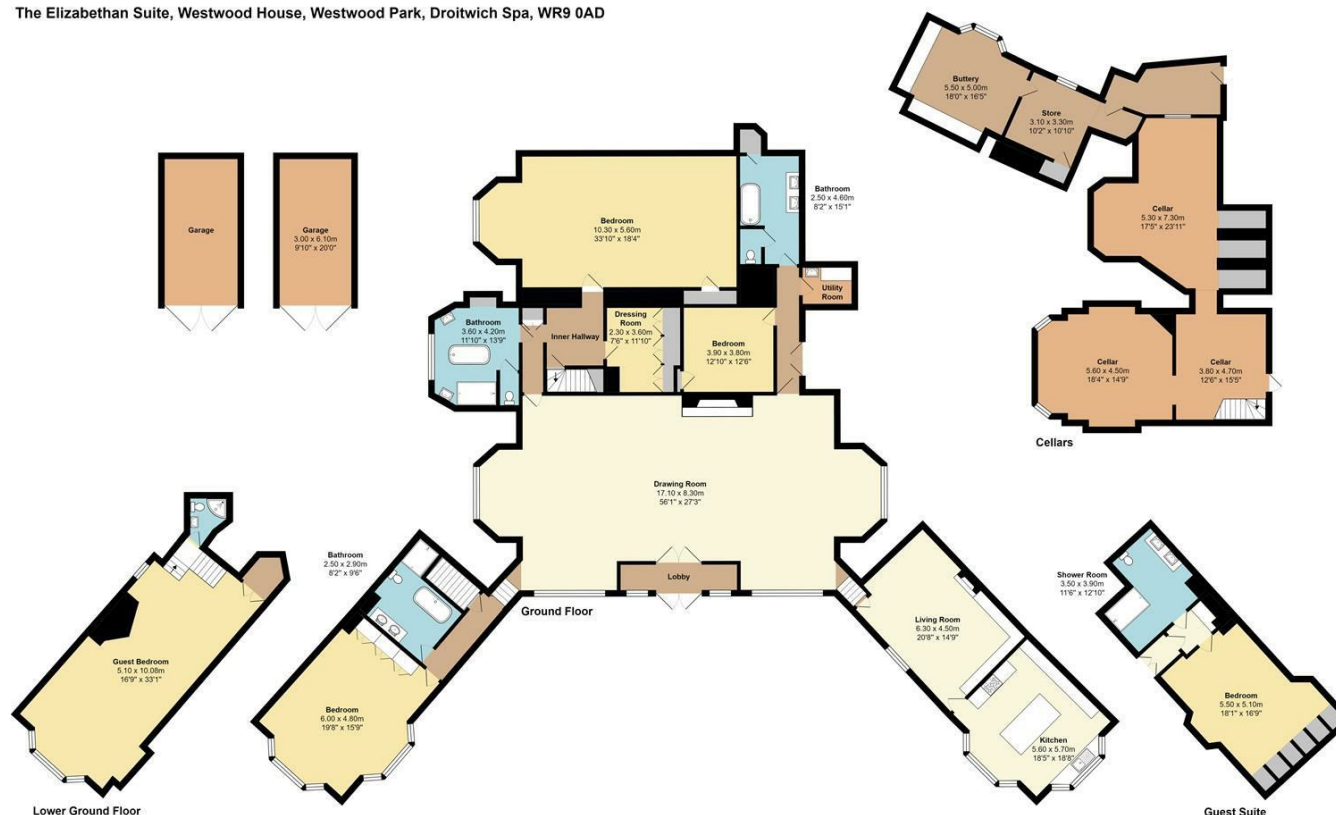 The Elizabethan Suite, Westwood House, Westwood Park, Droitwich Spa, WR9 0AD
Garage
Garage
3.00 x 6.10m
9'10" x 20'0"
Bedroom
10.30 x 5.60m
33'10" x 18'4"
Bathroom
2.50 x 4.60m
8'2" x 15'1"
Utility
Room
Bathroom
3.60 x 4.20m
11'10" x 13'9"
Inner Hallway
Dressing
Room
2.30 x 3.60m
7'6" x 11'10"
Bedroom
3.90 x 3.80m
12'10" x 12'6"
Drawing Room
17.10 x 8.30m
56'1" x 27'3"
Lobby
Ground Floor
Buttery
5.50 x 5.00m
18'0" x 16'5"
Store
3.10 x 3.30m
10'2" x 10'10"
Cellar
5.30 x 7.30m
17'5" x 23'11"
Cellar
5.60 x 4.50m
18'4" x 14'9"
Cellar
3.80 x 4.70m
12'6" x 15'5"
Cellars
Guest Bedroom
5.10 x 10.08m
16'9" x 33'1"
Lower Ground Floor
Bathroom
2.50 x 2.90m
8'2" x 9'6"
Bedroom
6.00 x 4.80m
19'8" x 15'9"
Living Room
6.30 x 4.50m
20'8" x 14'9"
Kitchen
5.60 x 5.70m
18'5" x 18'8"
Shower Room
3.50 x 3.90m
11'6" x 12'10"
Bedroom
5.50 x 5.10m
18'1" x 16'9"
Guest Suite